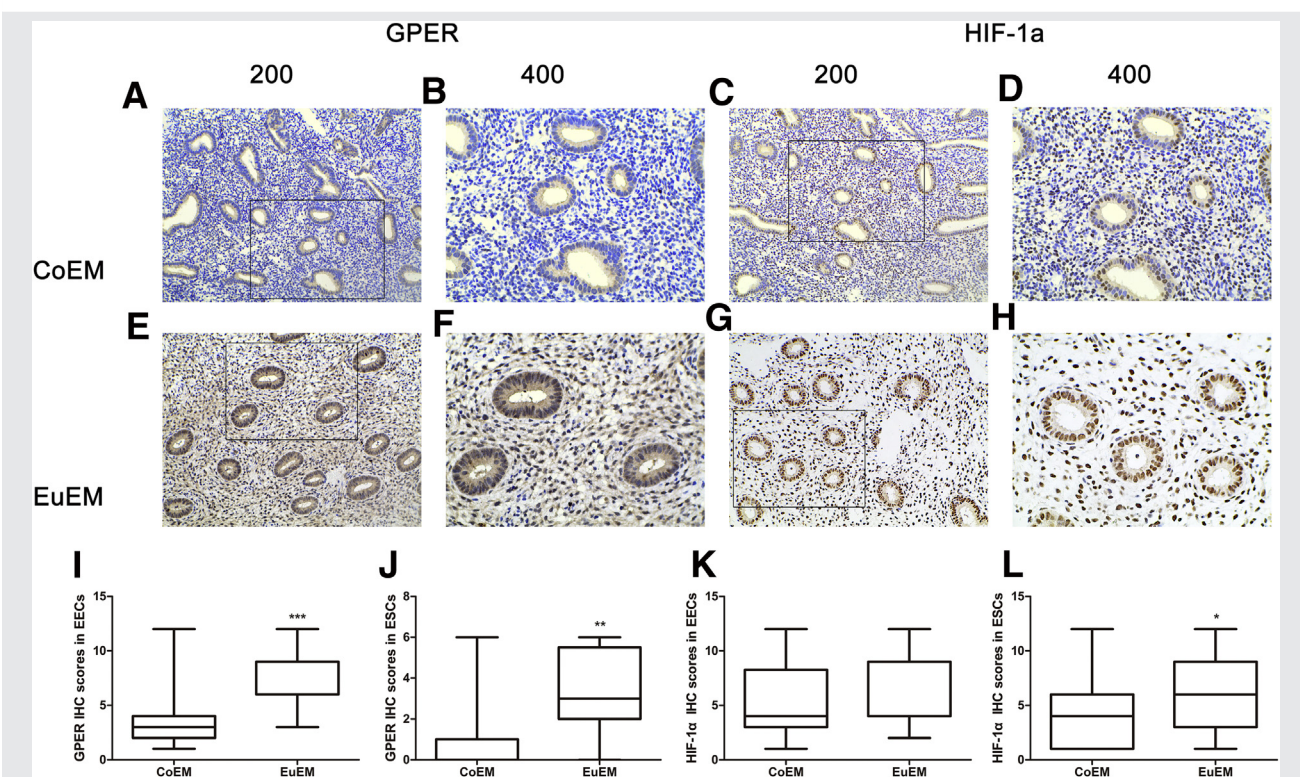 GPER HIF-1a
200 400 200 400
A B C D
CoEM
E F G H
EuEM
I J K L
GPER IHC scores in EECs
15
10
5
0
***
CoEM EuEM
GPER IHC scores in ESCs
8
6
4
2
0
**
CoEM EuEM
HIF-1α IHC scores in EECs
15
10
5
0
CoEM EuEM
HIF-1α IHC scores in ESCs
15
10
5
0
*
CoEM EuEM